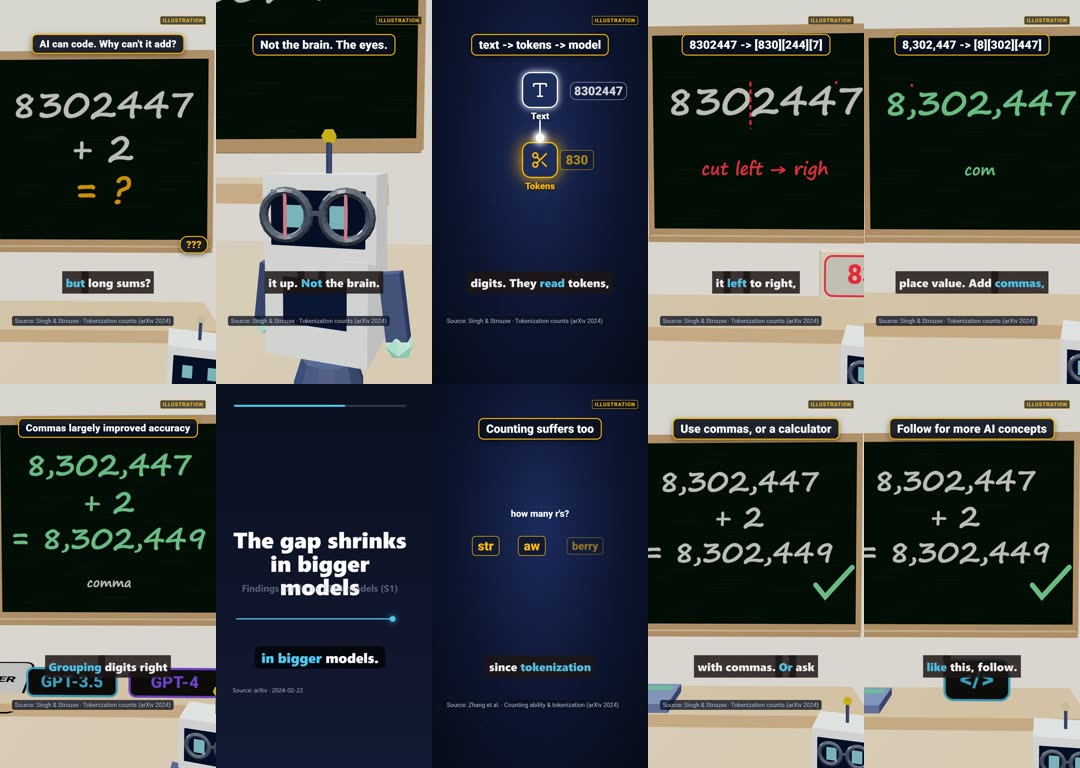 ILLUSTRATION
AI can code. Why can't it add?
8302447
+ 2
= ?
???
but long sums?
Source: Singh & Strouse · Tokenization counts (arXiv 2024)
ILLUSTRATION
Not the brain. The eyes.
it up. Not the brain.
Source: Singh & Strouse · Tokenization counts (arXiv 2024)
ILLUSTRATION
text -> tokens -> model
T
8302447
Text
830
Tokens
digits. They read tokens,
Source: Singh & Strouse · Tokenization counts (arXiv 2024)
ILLUSTRATION
8302447 -> [830][244][7]
8302447
cut left → righ
8
it left to right,
Source: Singh & Strouse · Tokenization counts (arXiv 2024)
ILLUSTRATION
8,302,447 -> [8][302][447]
8,302,447
com
place value. Add commas,
Source: Singh & Strouse · Tokenization counts (arXiv 2024)
ILLUSTRATION
Commas largely improved accuracy
8,302,447
+ 2
= 8,302,449
comma
Grouping digits right
ER
GPT-3.5
GPT-4
Source: Singh & Strouse · Tokenization counts (arXiv 2024)
The gap shrinks
in bigger
models
Findings
dels (S1)
in bigger models.
Source: arXiv · 2024-02-22
ILLUSTRATION
Counting suffers too
how many r's?
str
aw
berry
since tokenization
Source: Zhang et al. · Counting ability & tokenization (arXiv 2024)
ILLUSTRATION
Use commas, or a calculator
8,302,447
+ 2
= 8,302,449
with commas. Or ask
Source: Singh & Strouse · Tokenization counts (arXiv 2024)
ILLUSTRATION
Follow for more AI concepts
8,302,447
+ 2
= 8,302,449
like this, follow.
</>